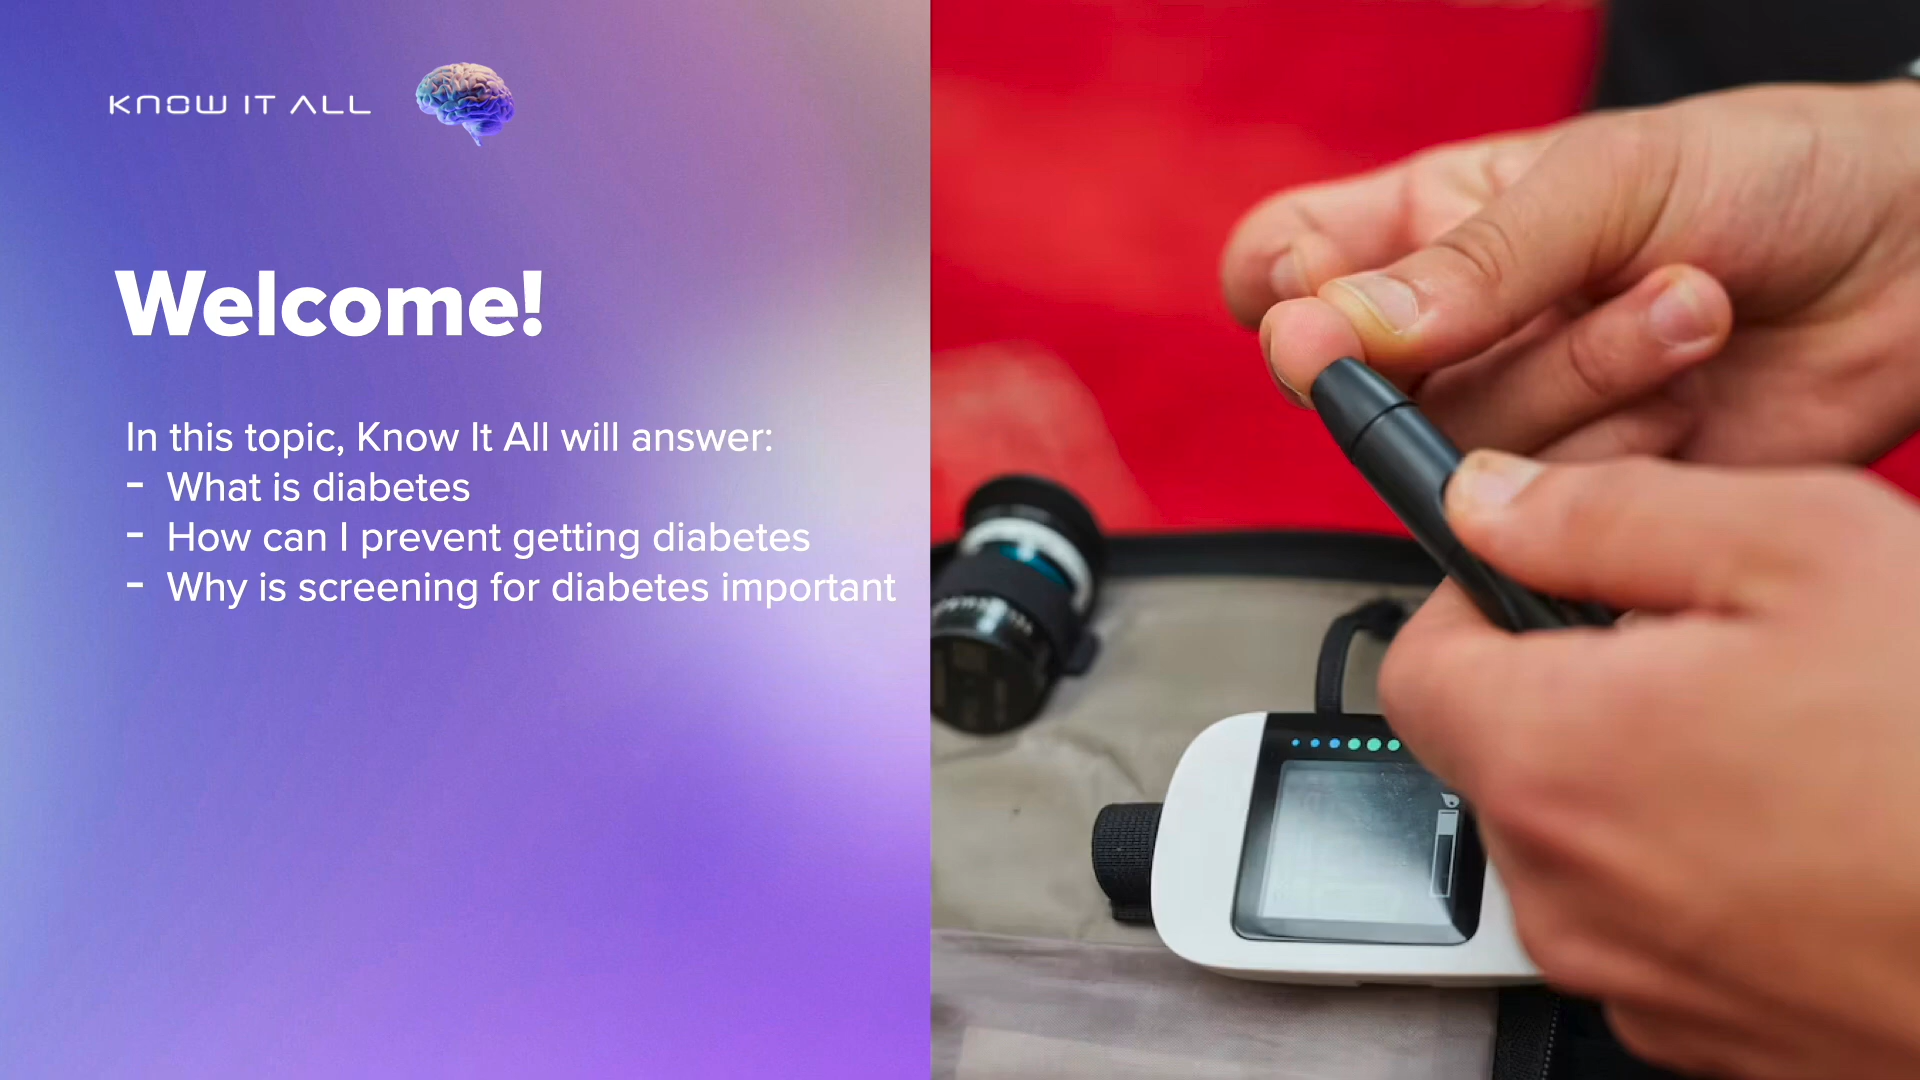 KNOW IT ALL
Welcome!
In this topic, Know It All will answer:
- What is diabetes
- How can I prevent getting diabetes
- Why is screening for diabetes important